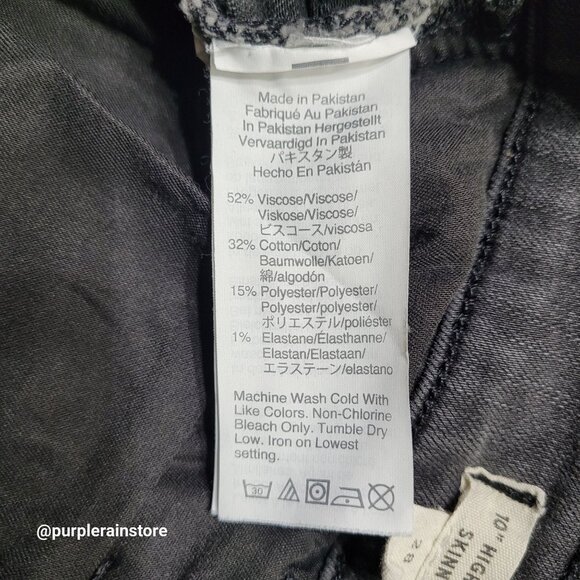 Made in Pakistan
Fabriqué Au Pakistan
In Pakistan Hergestellt
Vervaardigd In Pakistan
パキスタン製
Hecho En Pakistán
52% Viscose/Viscose/
Viskose/Viscose/
ビスコース/viscosa
32% Cotton/Coton/
Baumwolle/Katoen/
綿/algodón
15% Polyester/Polyester/
Polyester/polyester/
ポリエステル/poliéster
1% Elastane/Élasthanne/
Elastan/Elastaan/
エラステーン/elastano
Machine Wash Cold With
Like Colors. Non-Chlorine
Bleach Only. Tumble Dry
Low. Iron on Lowest
setting.
30
@purplerainstore
10" HIGH
SKINN
28